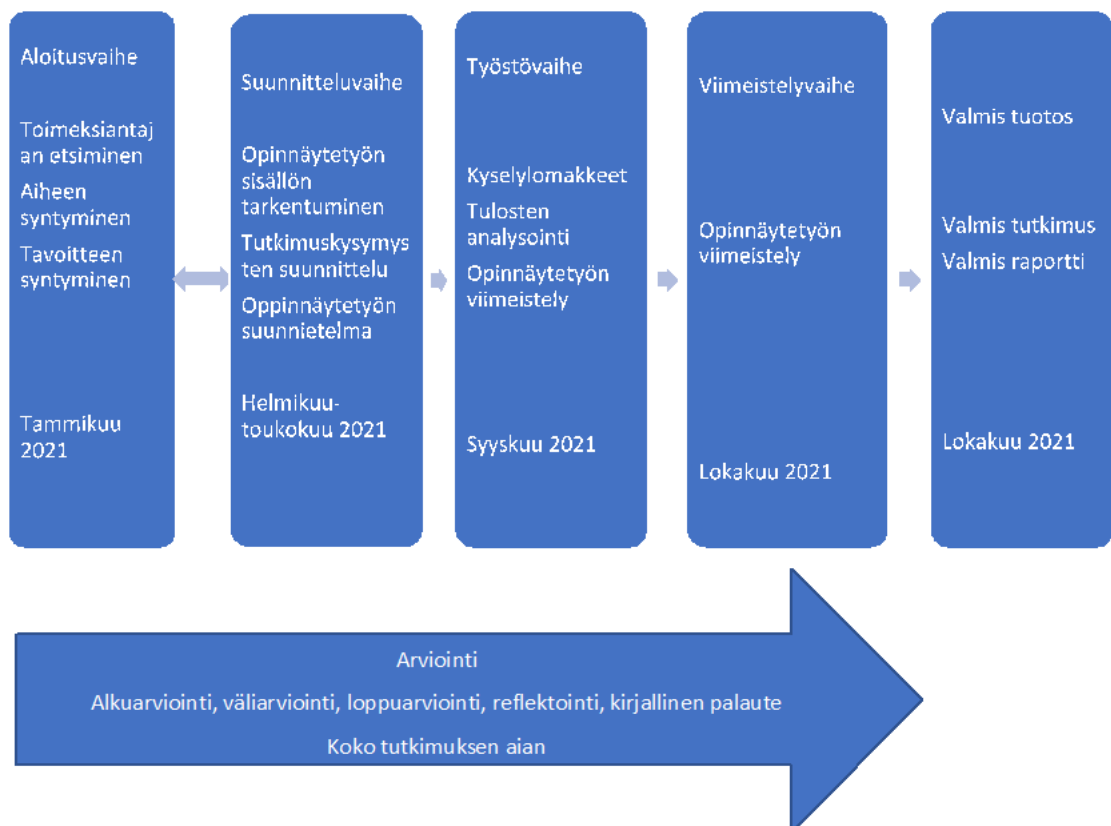 Aloitusvaihe
Toimeksiantaj
an etsiminen
Aiheen
syntyminen
Tavoitteen
syntyminen
Tammikuu
2021
Suunnitteluvaihe
Opinnäytetyön
sisällön
tarkentuminen
Tutkimuskysymys
ten suunnittelu
Oppinnäytetyön
suunnietelma
Helmikuu-
toukokuu 2021
Työstövaihe
Kyselylomakkeet
Tulosten
analysointi
Opinnäytetyön
viimeistely
Syyskuu 2021
Viimeistelyvaihe
Opinnäytetyön
viimeistely
Lokakuu 2021
Valmis tuotos
Valmis tutkimus
Valmis raportti
Lokakuu 2021
Arviointi
Alkuarviointi, väliarviointi, loppuarviointi, reflektointi, kirjallinen palaute
Koko tutkimuksen aian